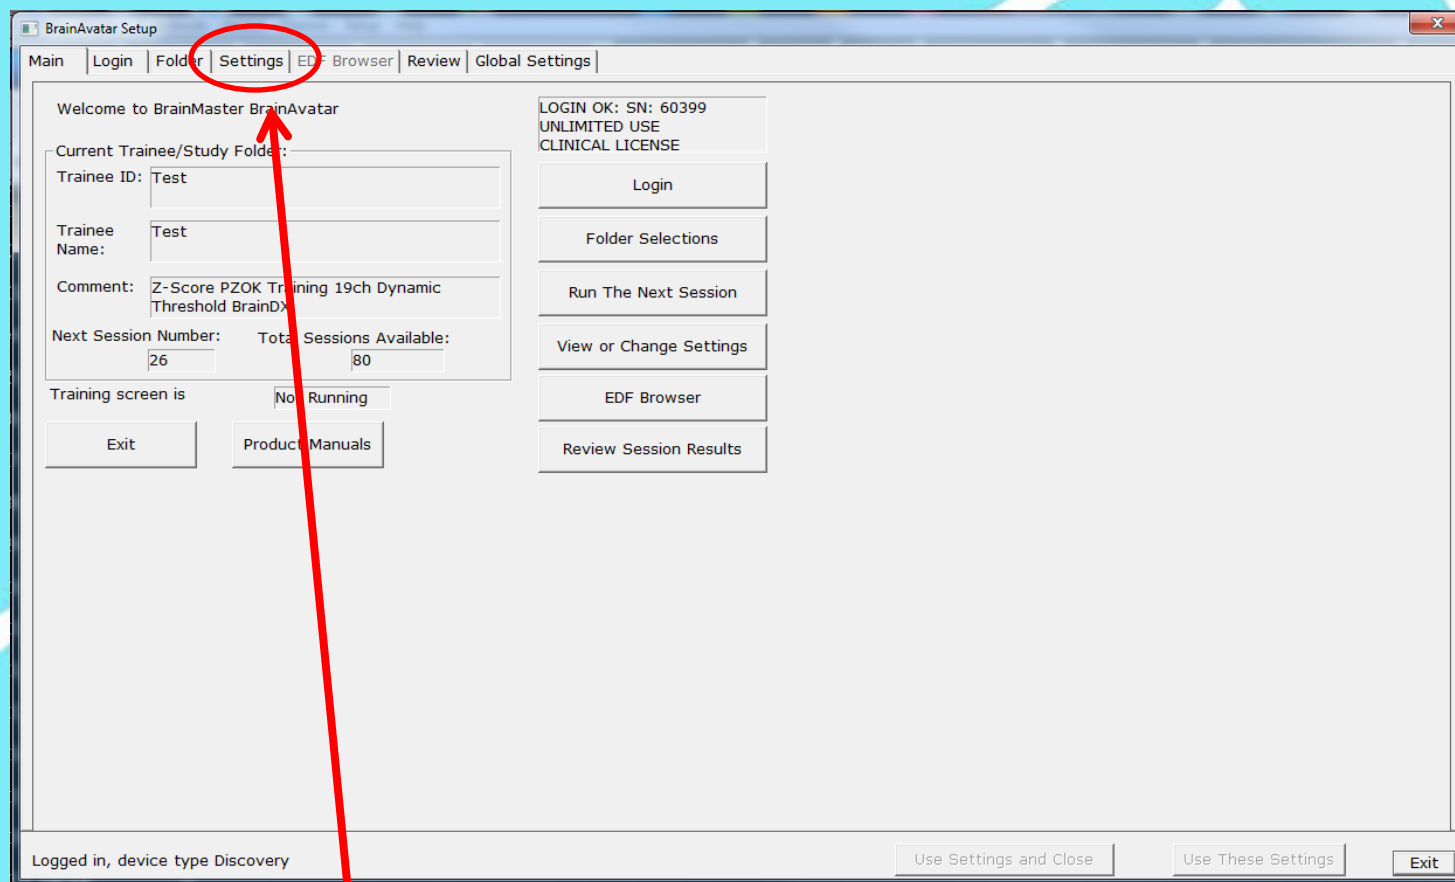 BrainAvatar Setup
Main Login Folder Settings EDF Browser Review Global Settings
Welcome to BrainMaster BrainAvatar
Current Trainee/Study Folder:
Trainee ID: Test
Trainee Name: Test
Comment: Z-Score PZOK Training 19ch Dynamic
Threshold BrainDX
Next Session Number: Total Sessions Available:
26 80
Training screen is Not Running
Exit Product Manuals
LOGIN OK: SN: 60399
UNLIMITED USE
CLINICAL LICENSE
Login
Folder Selections
Run The Next Session
View or Change Settings
EDF Browser
Review Session Results
Logged in, device type Discovery
Use Settings and Close Use These Settings Exit